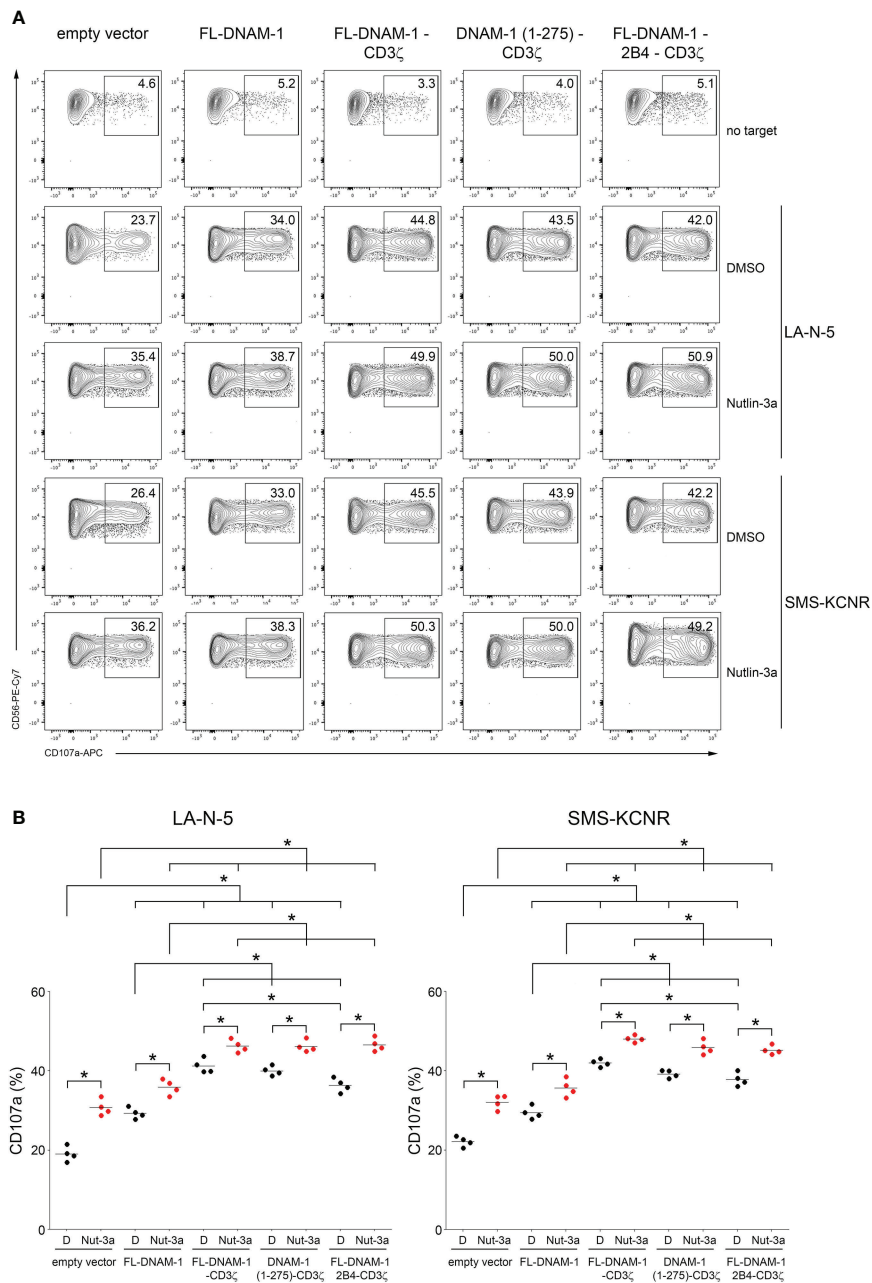 A
empty vector FL-DNAM-1 FL-DNAM-1 - DNAM-1 (1-275) - FL-DNAM-1 -
CD3ζ CD3ζ 2B4 - CD3ζ
4.6 5.2 3.3 4.0 5.1
no target
23.7 34.0 44.8 43.5 42.0
DMSO
LA-N-5
35.4 38.7 49.9 50.0 50.9
Nutlin-3a
26.4 33.0 45.5 43.9 42.2
DMSO
SMS-KCNR
36.2 38.3 50.3 50.0 49.2
Nutlin-3a
CD56-PE-Cy7
CD107a-APC
B
LA-N-5 SMS-KCNR
* *
* *
* *
* *
* *
* * * * *
* * * * *
60 60
40 40
20 20
0 0
CD107a (%) CD107a (%)
D Nut-3a D Nut-3a D Nut-3a D Nut-3a D Nut-3a D Nut-3a D Nut-3a D Nut-3a D Nut-3a D Nut-3a
empty vector FL-DNAM-1 FL-DNAM-1 DNAM-1 FL-DNAM-1 empty vector FL-DNAM-1 FL-DNAM-1 DNAM-1 FL-DNAM-1
-CD3ζ (1-275)-CD3ζ 2B4-CD3ζ -CD3ζ (1-275)-CD3ζ 2B4-CD3ζ